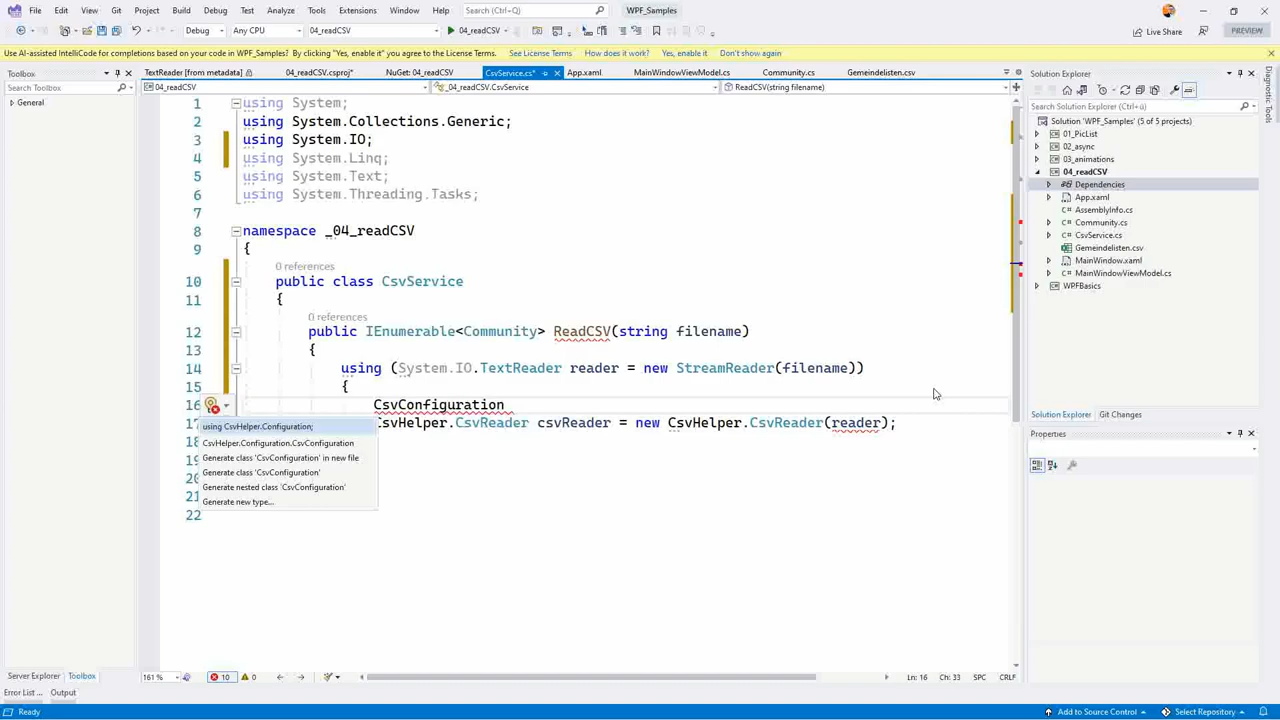 File Edit View Git Project Build Debug Test Analyze Tools Extensions Window Help Search (Ctrl+Q) WPF_Samples
Debug Any CPU 04_readCSV 04_readCSV Live Share PREVIEW
Use AI-assisted IntelliCode for completions based on your code in WPF_Samples? By clicking "Yes, enable it" you agree to the License Terms. See License Terms How does it work? Yes, enable it Don't show again
Toolbox
TextReader [from metadata] 04_readCSV.csproj* NuGet: 04_readCSV CsvService.cs* App.xaml MainWindowViewModel.cs Community.cs Gemeindelisten.csv
Search Toolbox
General
04_readCSV _04_readCSV.CsvService ReadCSV(string filename)
1 using System;
2 using System.Collections.Generic;
3 using System.IO;
4 using System.Linq;
5 using System.Text;
6 using System.Threading.Tasks;
7
8 namespace _04_readCSV
9 {
0 references
10 public class CsvService
11 {
0 references
12 public IEnumerable<Community> ReadCSV(string filename)
13 {
14 using (System.IO.TextReader reader = new StreamReader(filename))
15 {
16 CsvConfiguration
17 CsvHelper.CsvReader csvReader = new CsvHelper.CsvReader(reader);
using CsvHelper.Configuration;
CsvHelper.Configuration.CsvConfiguration
Generate class 'CsvConfiguration' in new file
Generate class 'CsvConfiguration'
Generate nested class 'CsvConfiguration'
Generate new type...
18
19
20
21
22
Solution Explorer
Search Solution Explorer (Ctrl+ü)
Solution 'WPF_Samples' (5 of 5 projects)
01_PicList
02_async
03_animations
04_readCSV
Dependencies
App.xaml
AssemblyInfo.cs
Community.cs
CsvService.cs
Gemeindelisten.csv
MainWindow.xaml
MainWindowViewModel.cs
WPFBasics
Solution Explorer Git Changes
Properties
Diagnostic Tools
Server Explorer Toolbox
161 % 10 0 Ln: 16 Ch: 33 SPC CRLF
Error List ... Output
Ready Add to Source Control Select Repository